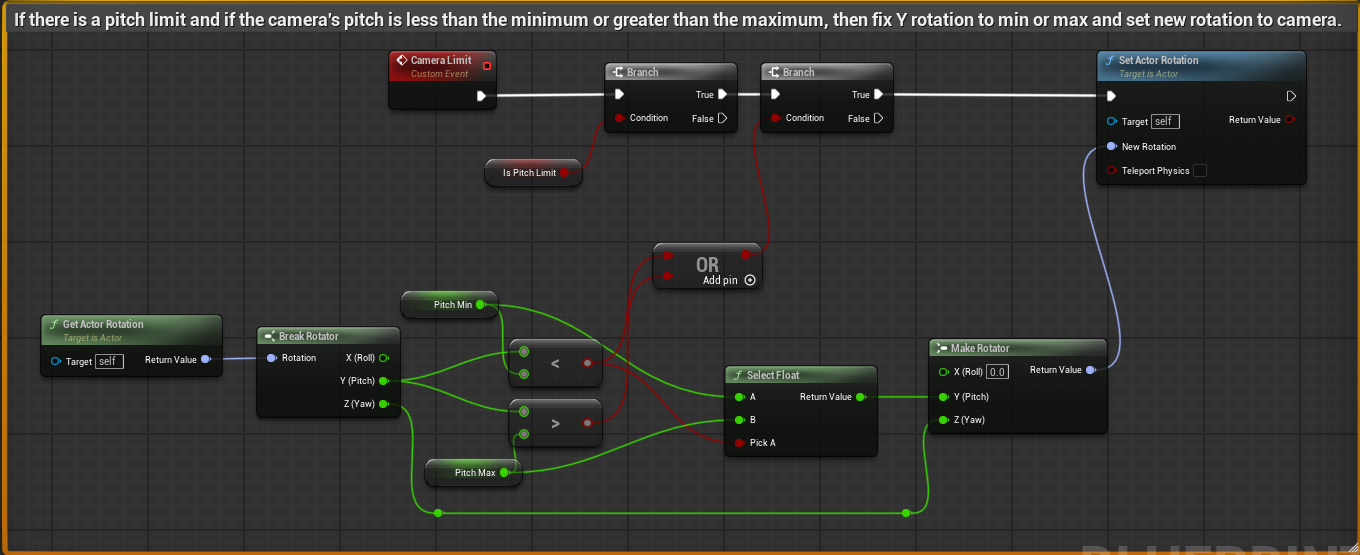 If there is a pitch limit and if the camera's pitch is less than the minimum or greater than the maximum, then fix Y rotation to min or max and set new rotation to camera.
Camera Limit
Custom Event
Branch
True
Condition
False
Branch
True
Condition
False
Set Actor Rotation
Target is Actor
Target self
Return Value
New Rotation
Teleport Physics
Is Pitch Limit
OR
Add pin
Pitch Min
Get Actor Rotation
Target is Actor
Target self
Return Value
Break Rotator
Rotation
X (Roll)
Y (Pitch)
Z (Yaw)
<
>
Pitch Max
Select Float
A
Return Value
B
Pick A
Make Rotator
X (Roll) 0.0
Return Value
Y (Pitch)
Z (Yaw)